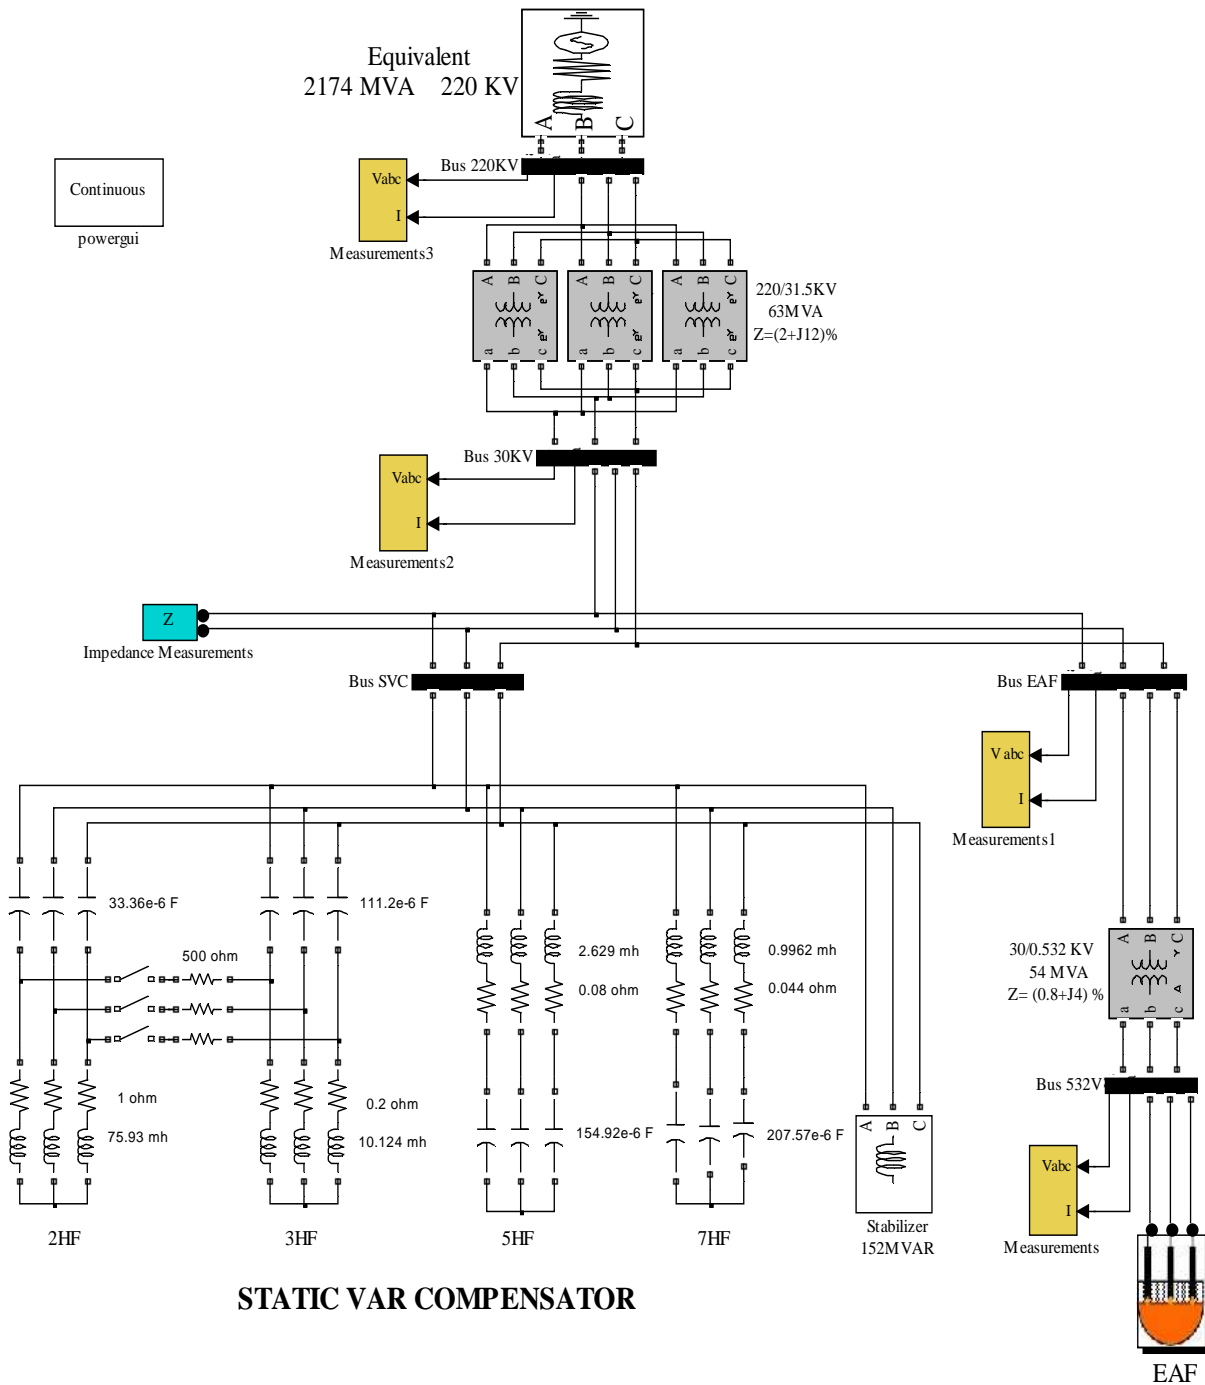 Equivalent
2174 MVA 220 KV
A B C
Bus 220KV
Continuous
powergui
Vabc
I
Measurements3
A B C A B C A B C
a b c a b c a b c
220/31.5KV
63MVA
Z=(2+J12)%
Bus 30KV
Vabc
I
Measurements2
Z
Impedance Measurements
Bus SVC
Bus EAF
Vabc
I
Measurements1
33.36e-6 F
111.2e-6 F
500 ohm
2.629 mh
0.08 ohm
0.9962 mh
0.044 ohm
A B C
30/0.532 KV
54 MVA
Z= (0.8+J4) %
a b c
Bus 532V
1 ohm
75.93 mh
0.2 ohm
10.124 mh
154.92e-6 F
207.57e-6 F
A B C
Vabc
I
Measurements
Stabilizer
152MVAR
2HF
3HF
5HF
7HF
STATIC VAR COMPENSATOR
EAF